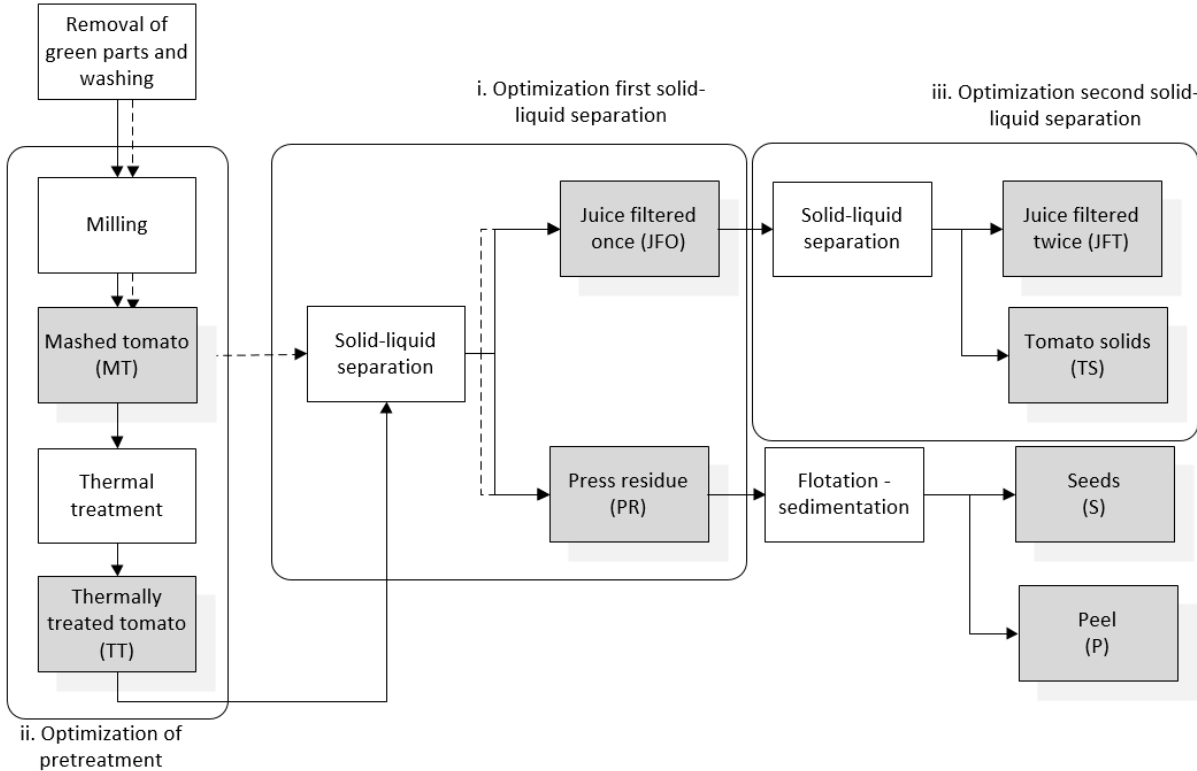 Removal of
green parts and
washing
i. Optimization first solid-
liquid separation
iii. Optimization second solid-
liquid separation
Milling
Juice filtered
once (JFO)
Solid-liquid
separation
Juice filtered
twice (JFT)
Mashed tomato
(MT)
Solid-liquid
separation
Tomato solids
(TS)
Thermal
treatment
Press residue
(PR)
Flotation -
sedimentation
Seeds
(S)
Thermally
treated tomato
(TT)
Peel
(P)
ii. Optimization of
pretreatment